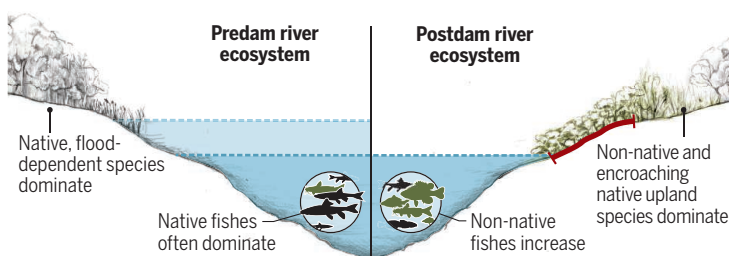 Predam river
ecosystem
Postdam river
ecosystem
Native, flood-
dependent species
dominate
Native fishes
often dominate
Non-native
fishes increase
Non-native and
encroaching
native upland
species dominate